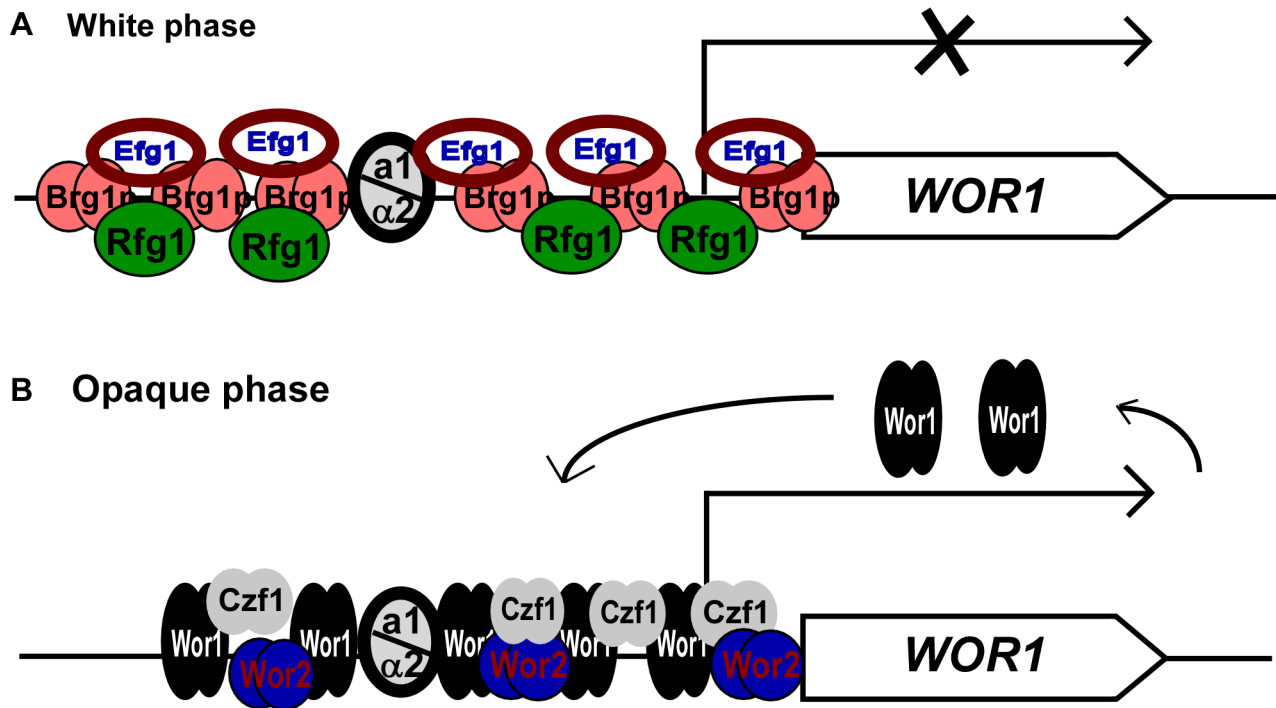 A White phase
Efg1 Efg1 Efg1 Efg1 Efg1
a1
α2
Brg1p Brg1p Brg1p Brg1p Brg1p Brg1p
WOR1
Rfg1 Rfg1 Rfg1 Rfg1
B Opaque phase
Wor1 Wor1
Czf1 Czf1 Czf1 Czf1
a1
α2
Wor1 Wor1 Wor1 Wor1 Wor1
Wor2 Wor2 Wor2
WOR1